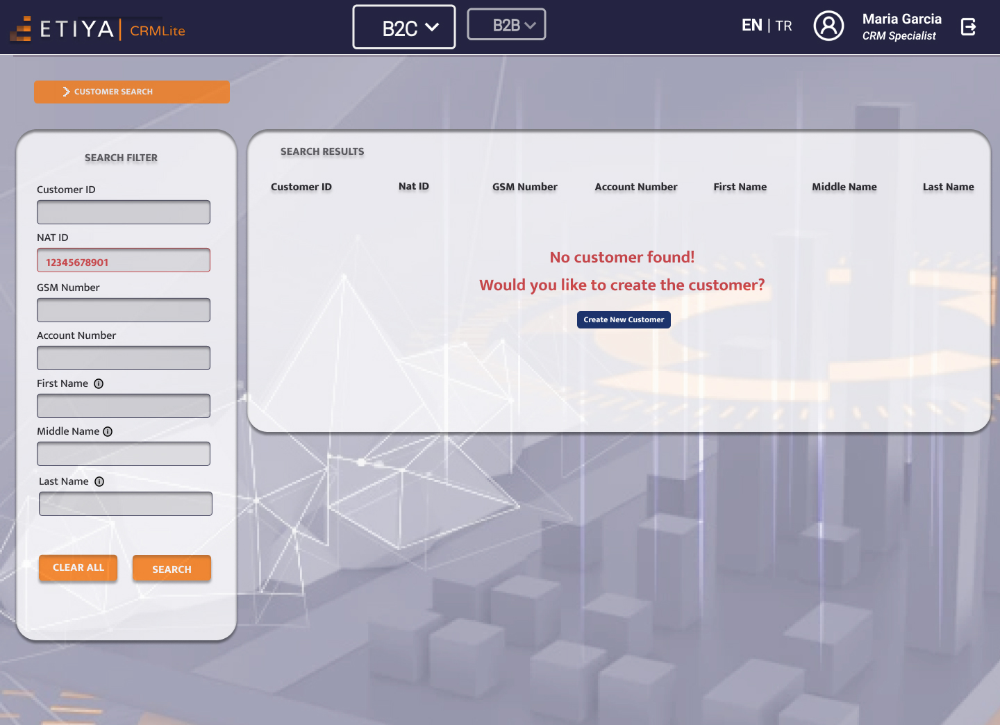 ETIYA | CRMLite
B2C
B2B
EN | TR
Maria Garcia
CRM Specialist
CUSTOMER SEARCH
SEARCH FILTER
Customer ID
NAT ID
12345678901
GSM Number
Account Number
First Name
Middle Name
Last Name
CLEAR ALL
SEARCH
SEARCH RESULTS
Customer ID Nat ID GSM Number Account Number First Name Middle Name Last Name
No customer found!
Would you like to create the customer?
Create New Customer